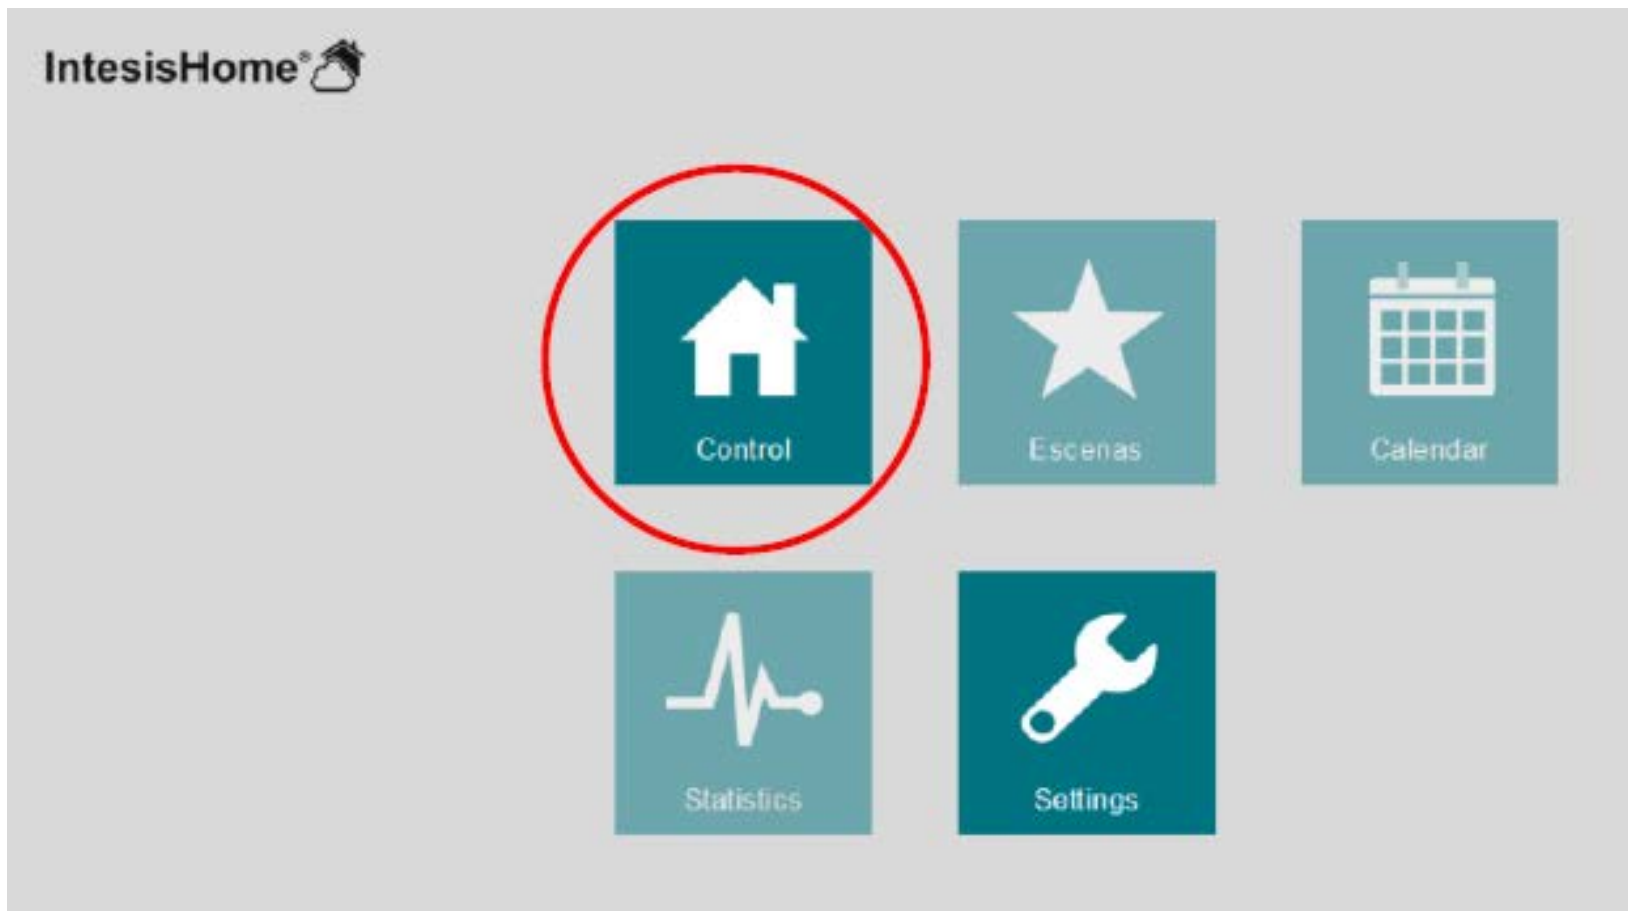 IntesisHome®
Control
Escenas
Calendar
Statistics
Settings